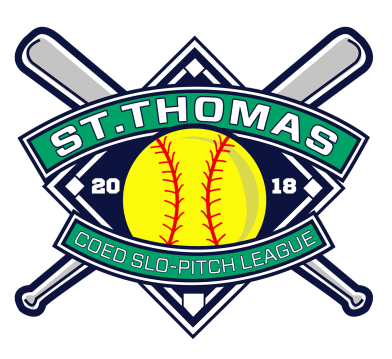 ST. THOMAS
20 18
COED SLO-PITCH LEAGUE